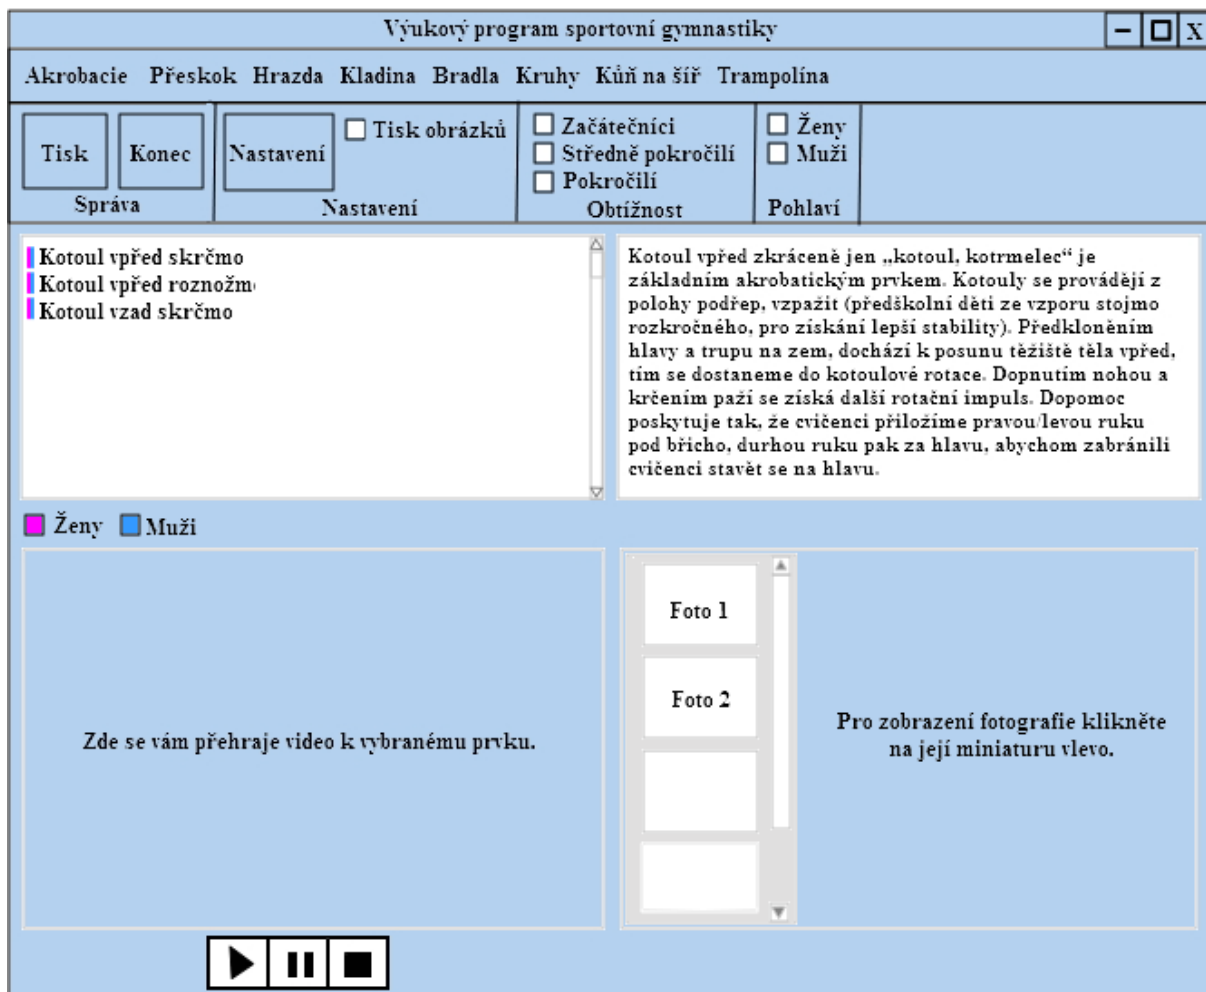 Výukový program sportovní gymnastiky
X
Akrobacie Přeskok Hrazda Kladina Bradla Kruhy Kůň na šíř Trampolína
Tisk
Konec
Správa
Nastavení
Tisk obrázků
Nastavení
Začátečníci
Středně pokročilí
Pokročilí
Obtížnost
Ženy
Muži
Pohlaví
Kotoul vpřed skrčmo
Kotoul vpřed roznožmo
Kotoul vzad skrčmo
Kotoul vpřed zkráceně jen „kotoul, kotrmelec“ je
základním akrobatickým prvkem. Kotouly se provádějí z
polohy podřep, vzpažit (předškolní děti ze vzporu stojmo
rozkročného, pro získání lepší stability). Předkloněním
hlavy a trupu na zem, dochází k posunu těžiště těla vpřed,
tím se dostaneme do kotoulové rotace. Dopnutím nohou a
krčením paží se získá další rotační impuls. Dopomoc
poskytuje tak, že cvičenci přiložíme pravou/levou ruku
pod břicho, durhou ruku pak za hlavu, abychom zabránili
cvičenci stavět se na hlavu.
Ženy Muži
Zde se vám přehraje video k vybranému prvku.
Foto 1
Foto 2
Pro zobrazení fotografie klikněte
na její miniaturu vlevo.